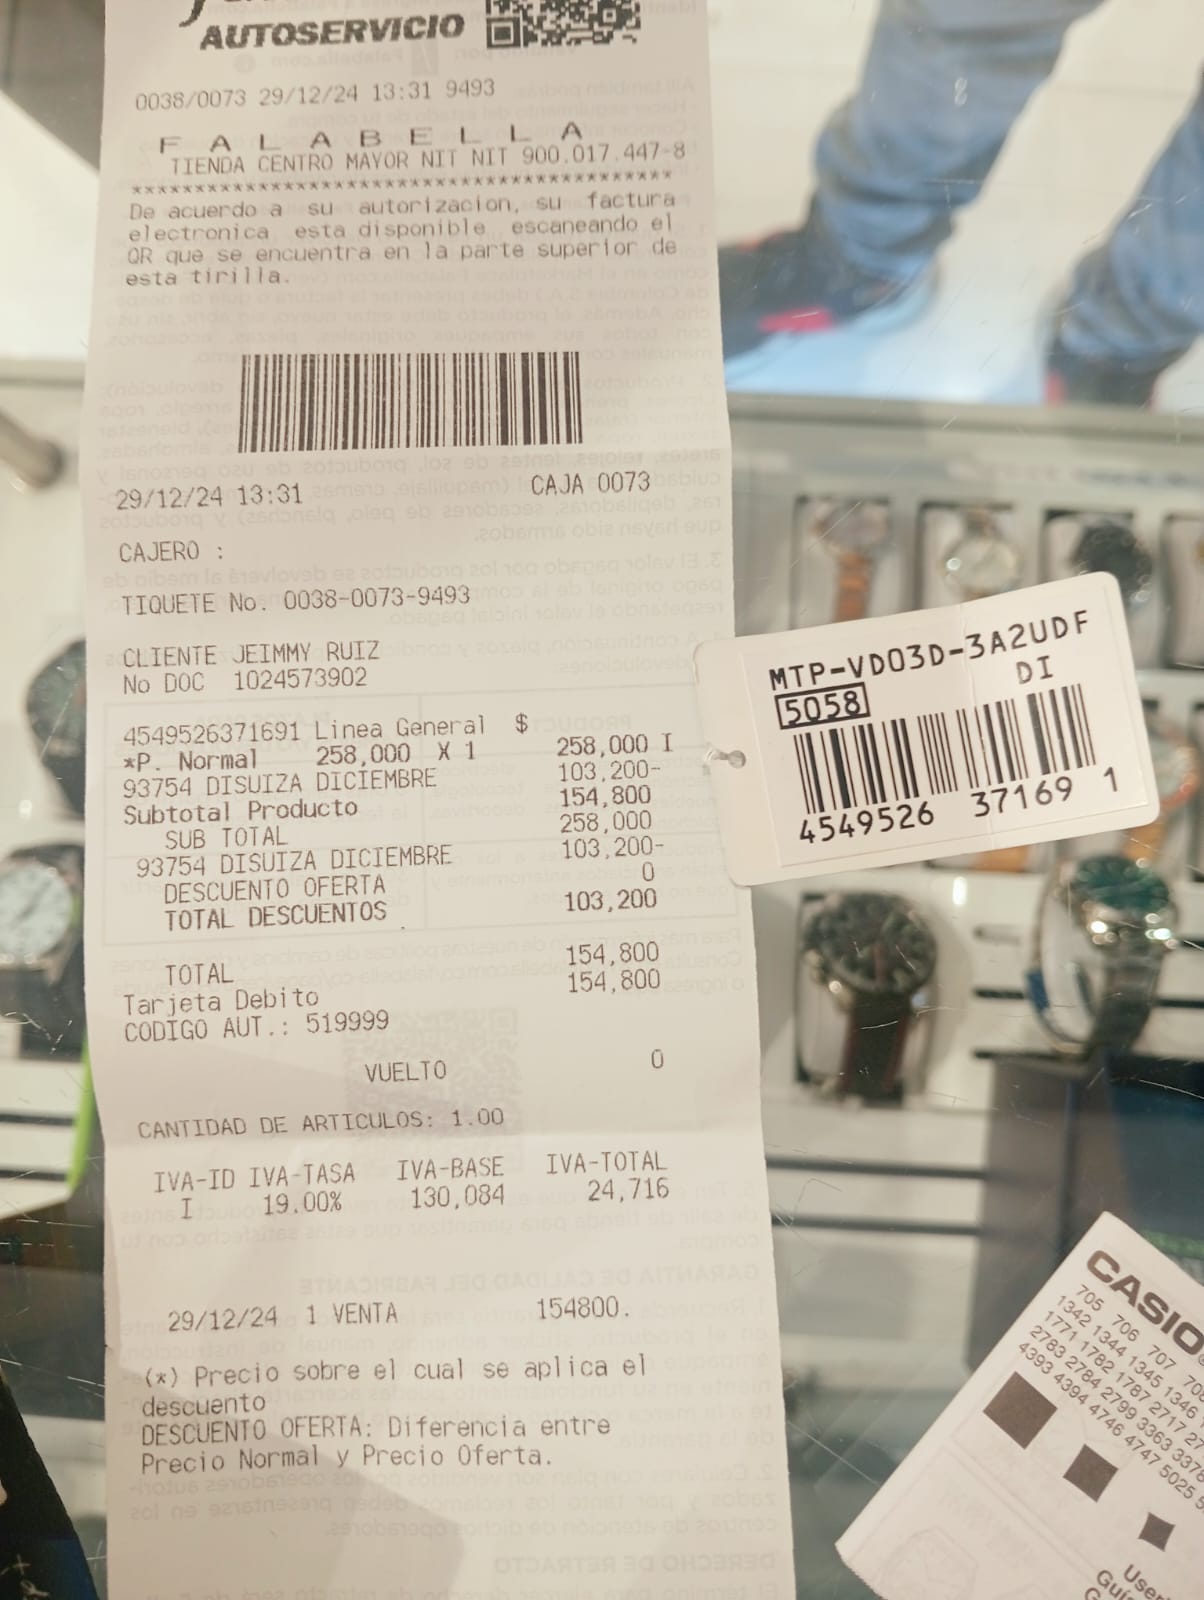 AUTOSERVICIO
0038/0073 29/12/24 13:31 9493
F A L A B E L L A
TIENDA CENTRO MAYOR NIT NIT 900.017.447-8
******************************************
De acuerdo a su autorizacion, su factura
electronica esta disponible escaneando el
QR que se encuentra en la parte superior de
esta tirilla.
29/12/24 13:31 CAJA 0073
CAJERO :
TIQUETE No. 0038-0073-9493
CLIENTE JEIMMY RUIZ
No DOC 1024573902
4549526371691 Linea General $
*P. Normal 258,000 X 1 258,000 I
93754 DISUIZA DICIEMBRE 103,200-
Subtotal Producto 154,800
SUB TOTAL 258,000
93754 DISUIZA DICIEMBRE 103,200-
DESCUENTO OFERTA 0
TOTAL DESCUENTOS 103,200
TOTAL 154,800
Tarjeta Debito 154,800
CODIGO AUT.: 519999
VUELTO 0
CANTIDAD DE ARTICULOS: 1.00
IVA-ID IVA-TASA IVA-BASE IVA-TOTAL
I 19.00% 130,084 24,716
29/12/24 1 VENTA 154800.
(*) Precio sobre el cual se aplica el
descuento
DESCUENTO OFERTA: Diferencia entre
Precio Normal y Precio Oferta.
MTP-VD03D-3A2UDF
5058 DI
4549526 37169 1
CASIO
705 706 707
1342 1344 1345 1346
1771 1782 1787 2717
2783 2784 2799 3363
4393 4394 4746 4747 5025